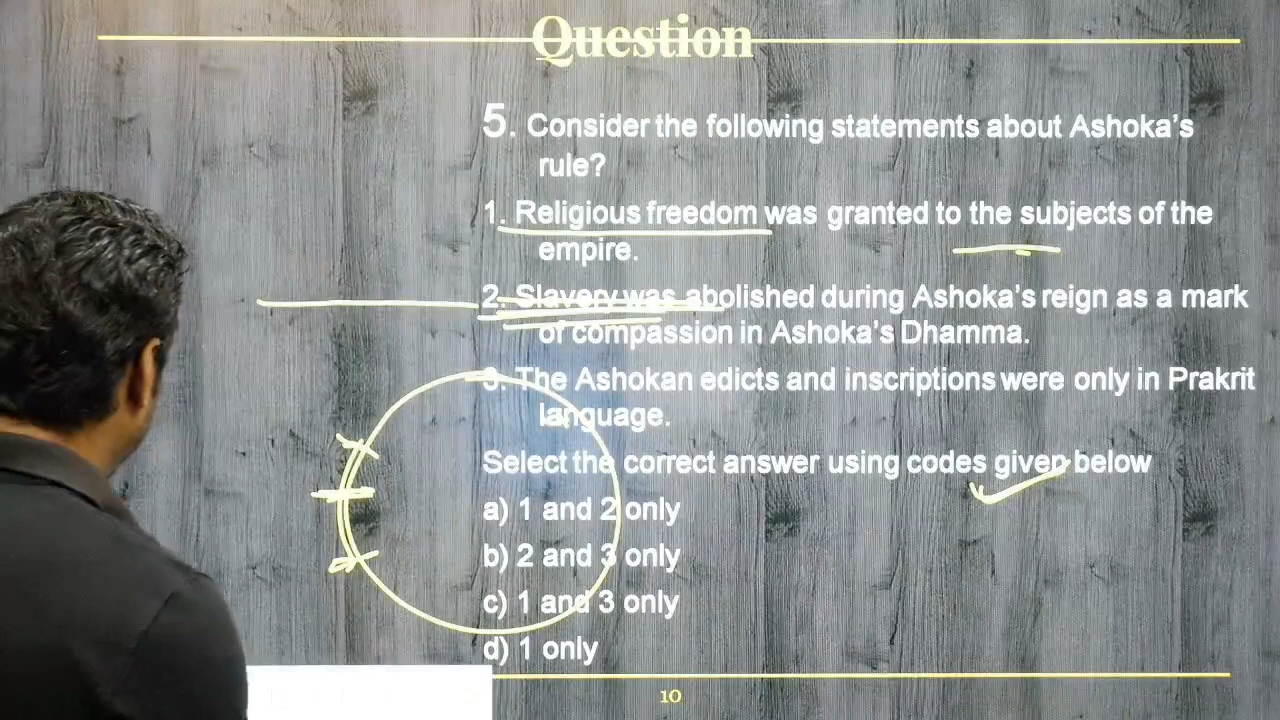 Question
5. Consider the following statements about Ashoka's
rule?
1. Religious freedom was granted to the subjects of the
empire.
2. Slavery was abolished during Ashoka's reign as a mark
of compassion in Ashoka's Dhamma.
3. The Ashokan edicts and inscriptions were only in Prakrit
language.
Select the correct answer using codes given below
a) 1 and 2 only
b) 2 and 3 only
c) 1 and 3 only
d) 1 only
10